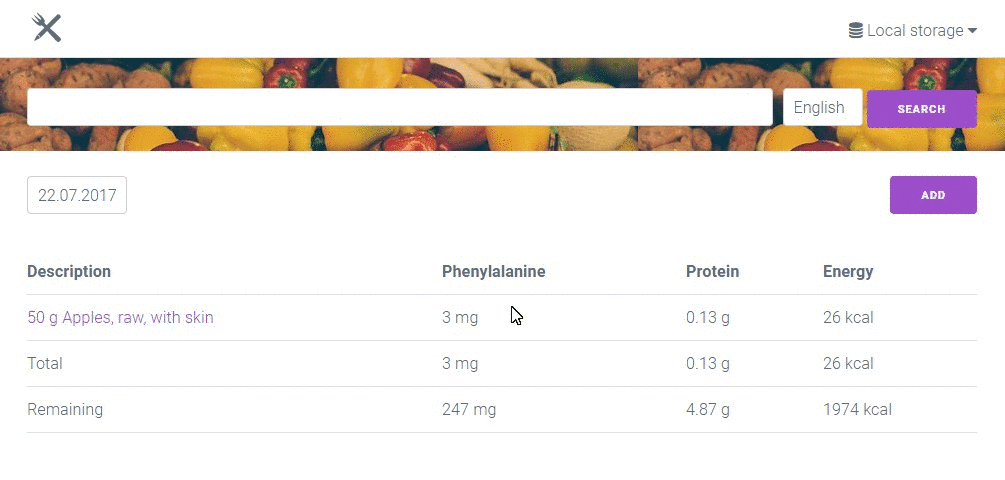 Local storage
English SEARCH
22.07.2017 ADD
Description Phenylalanine Protein Energy
50 g Apples, raw, with skin 3 mg 0.13 g 26 kcal
Total 3 mg 0.13 g 26 kcal
Remaining 247 mg 4.87 g 1974 kcal